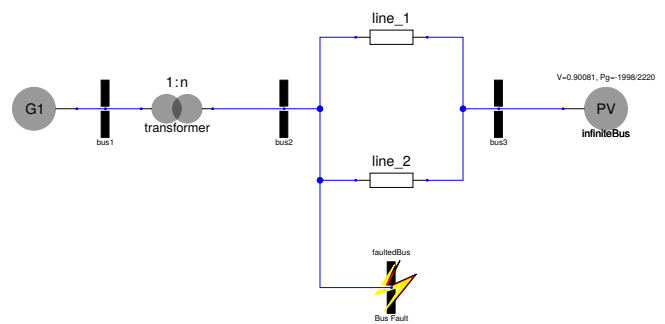 line_1
V=0.90081, Pg=-1998/2220
1:n
G1
PV
transformer
infiniteBus
bus1
bus2
bus3
line_2
faultedBus
Bus Fault